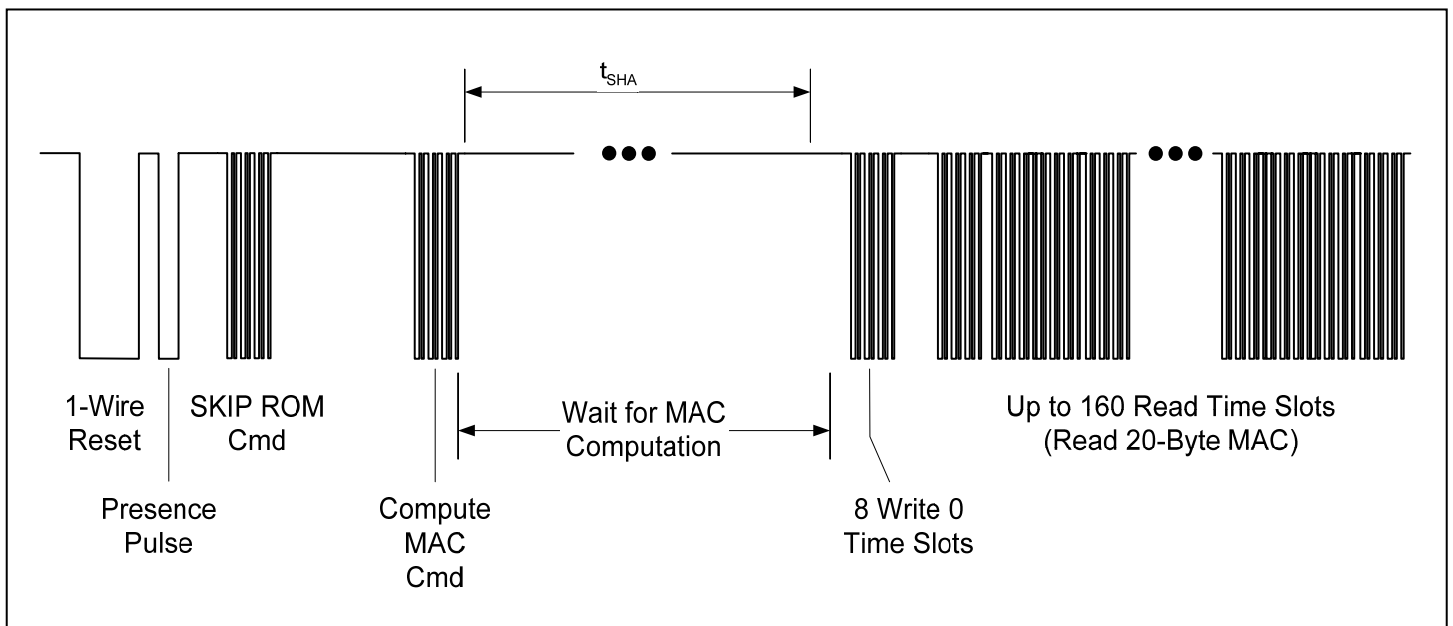 tSHA
1-Wire
Reset
SKIP ROM
Cmd
Wait for MAC
Computation
Up to 160 Read Time Slots
(Read 20-Byte MAC)
Presence
Pulse
Compute
MAC
Cmd
8 Write 0
Time Slots